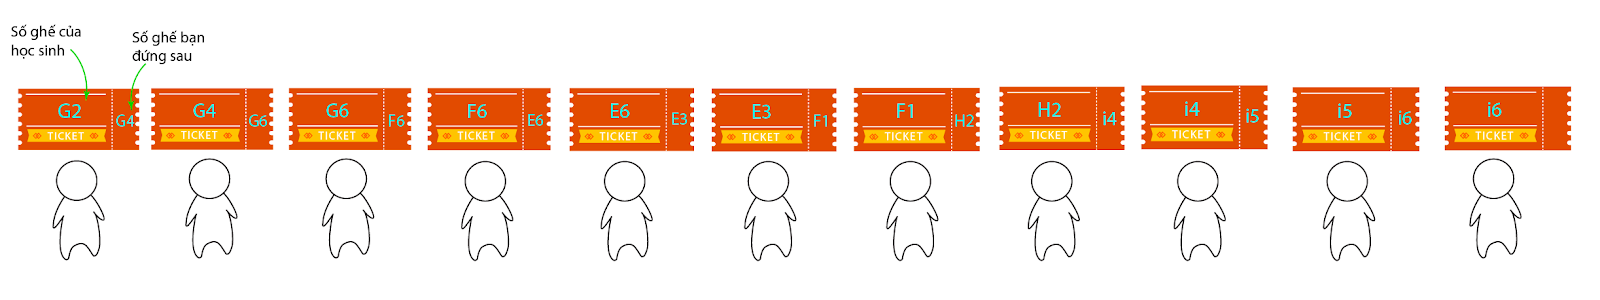 Số ghế của
học sinh
Số ghế bạn
đứng sau
G2
G4
TICKET
G4
G6
TICKET
G6
F6
TICKET
F6
E6
TICKET
E6
E3
TICKET
E3
F1
TICKET
F1
H2
TICKET
H2
i4
TICKET
i4
i5
TICKET
i5
i6
TICKET
i6
TICKET